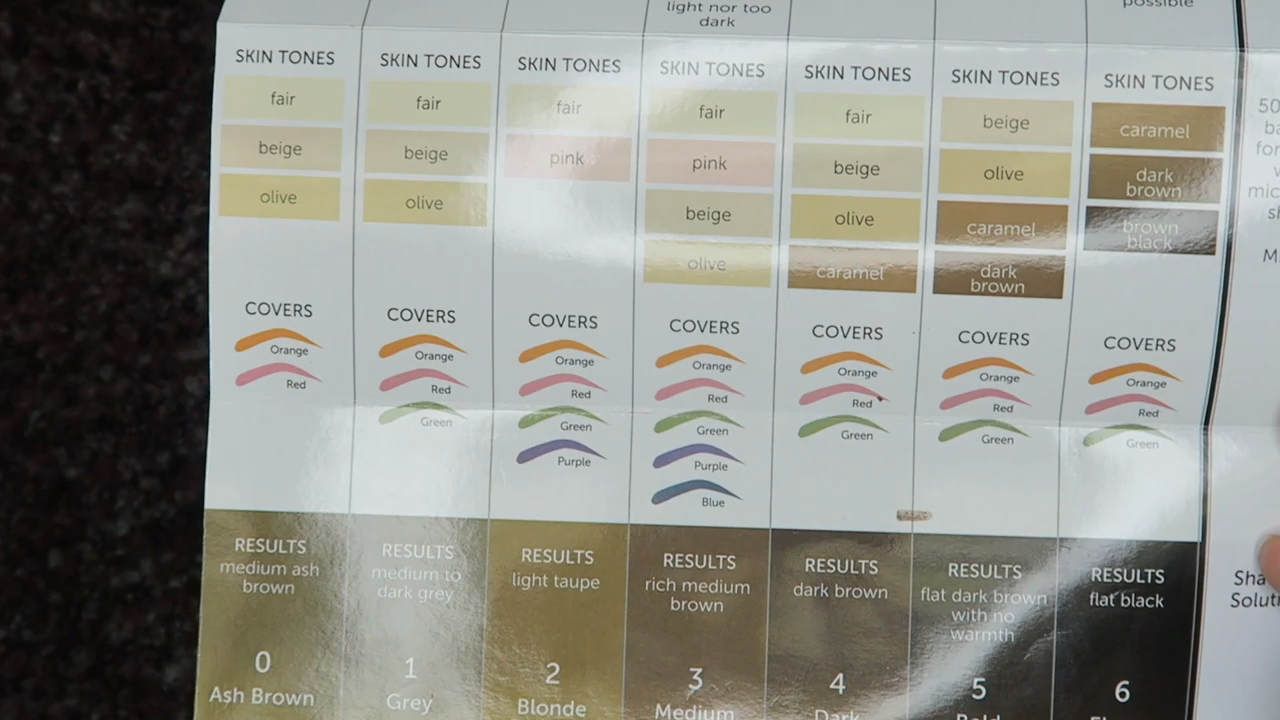 light nor too
dark
possible
SKIN TONES
fair
beige
olive
COVERS
Orange
Red
RESULTS
medium ash
brown
0
Ash Brown
SKIN TONES
fair
beige
olive
COVERS
Orange
Red
Green
RESULTS
medium to
dark grey
1
Grey
SKIN TONES
fair
pink
COVERS
Orange
Red
Green
Purple
RESULTS
light taupe
2
Blonde
SKIN TONES
fair
pink
beige
olive
COVERS
Orange
Red
Green
Purple
Blue
RESULTS
rich medium
brown
3
Medium
SKIN TONES
fair
beige
olive
caramel
COVERS
Orange
Red
Green
RESULTS
dark brown
4
Dark
SKIN TONES
beige
olive
caramel
dark
brown
COVERS
Orange
Red
Green
RESULTS
flat dark brown
with no
warmth
5
Bold
SKIN TONES
caramel
dark
brown
brown
black
COVERS
Orange
Red
Green
RESULTS
flat black
6
50